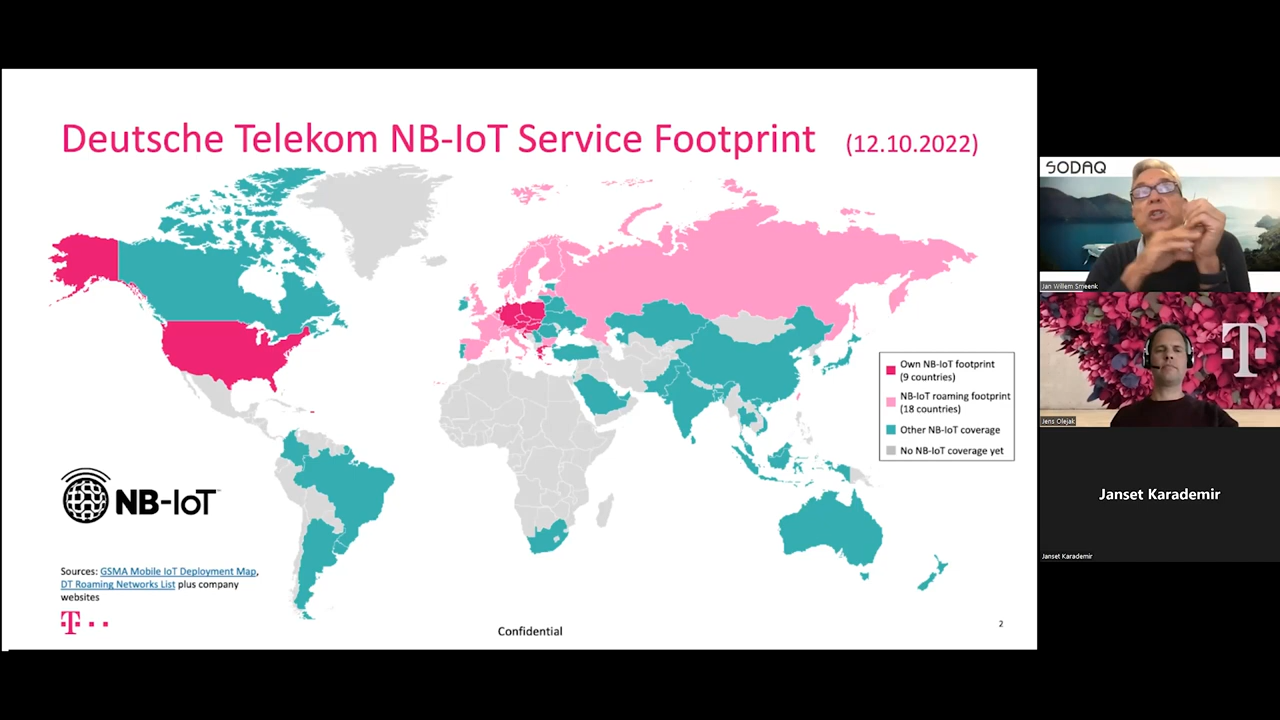 Deutsche Telekom NB-IoT Service Footprint (12.10.2022)
Own NB-IoT footprint
(9 countries)
NB-IoT roaming footprint
(18 countries)
Other NB-IoT coverage
No NB-IoT coverage yet
NB-IoT
Sources: GSMA Mobile IoT Deployment Map,
DT Roaming Networks List plus company
websites
T
Confidential
2
SODAQ
Jan Willem Smeenk
T
Jens Olejak
Janset Karademir
Janset Karademir